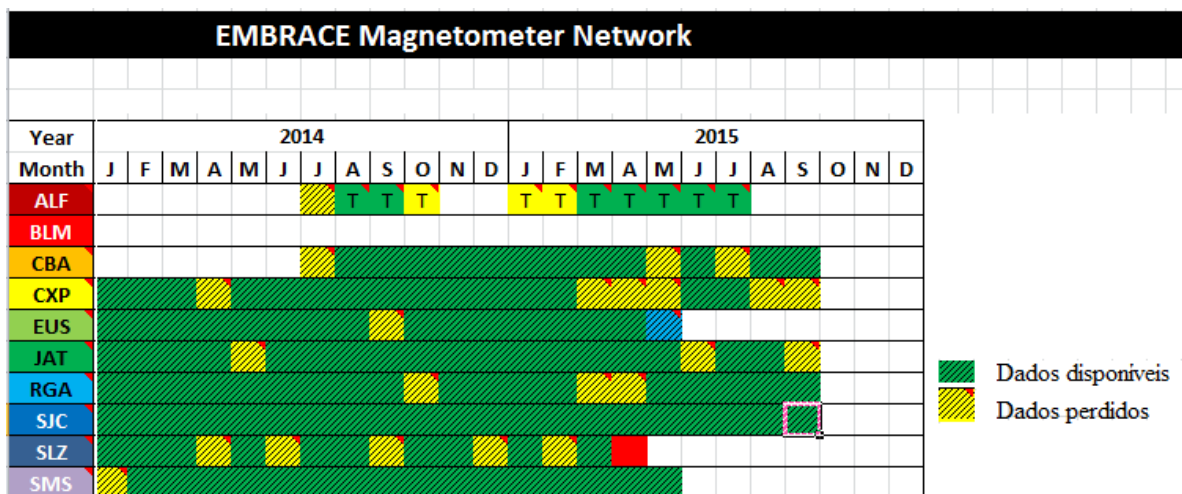 EMBRACE Magnetometer Network
Year 2014 2015
Month J F M A M J J A S O N D J F M A M J J A S O N D
ALF T T T T T T T T T T
BLM
CBA
CXP
EUS
JAT
RGA
SJC
SLZ
SMS
Dados disponíveis
Dados perdidos